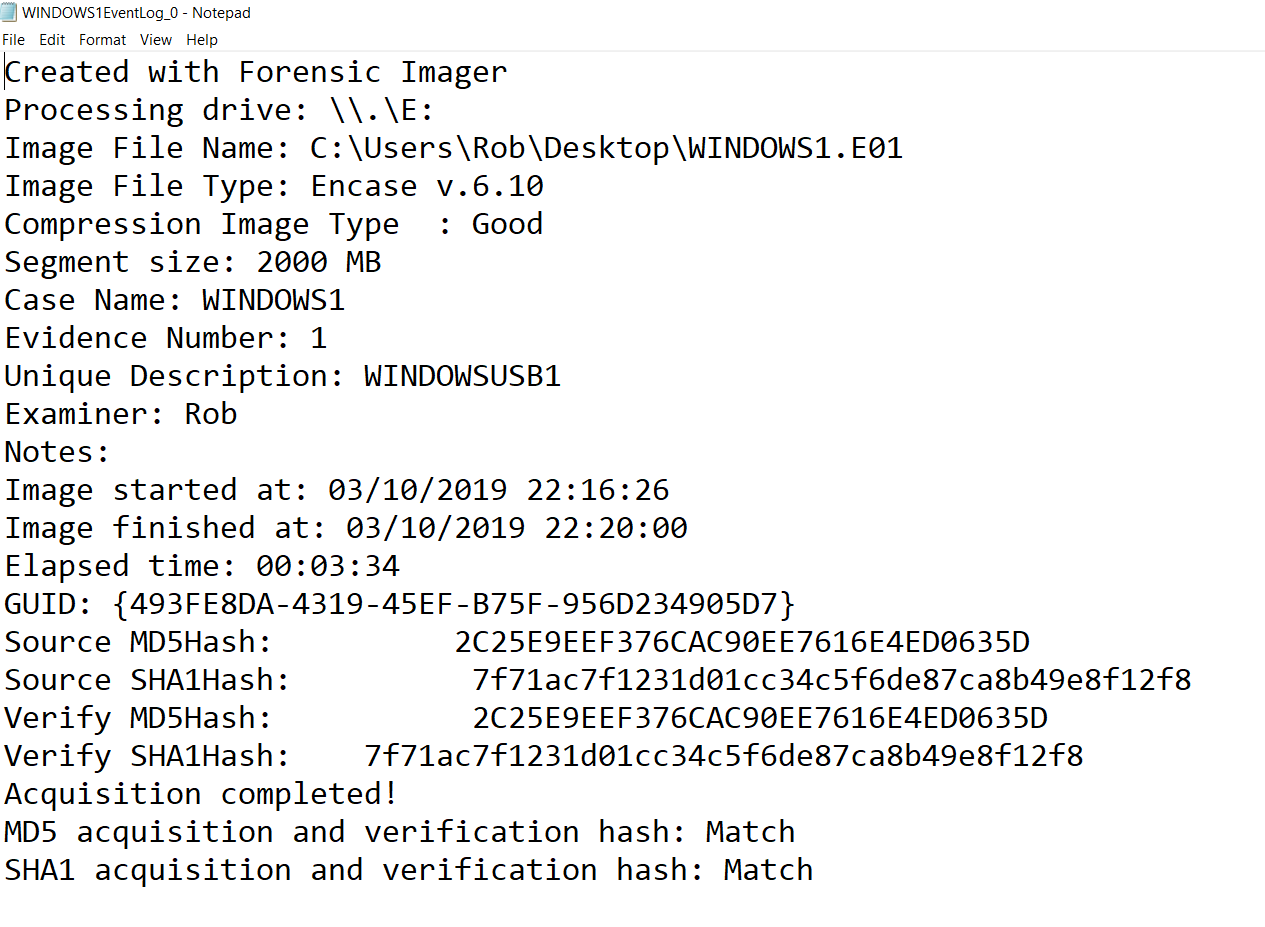 WINDOWS1EventLog_0 - Notepad
File Edit Format View Help
Created with Forensic Imager
Processing drive: \\.\E:
Image File Name: C:\Users\Rob\Desktop\WINDOWS1.E01
Image File Type: Encase v.6.10
Compression Image Type  : Good
Segment size: 2000 MB
Case Name: WINDOWS1
Evidence Number: 1
Unique Description: WINDOWSUSB1
Examiner: Rob
Notes:
Image started at: 03/10/2019 22:16:26
Image finished at: 03/10/2019 22:20:00
Elapsed time: 00:03:34
GUID: {493FE8DA-4319-45EF-B75F-956D234905D7}
Source MD5Hash:          2C25E9EEF376CAC90EE7616E4ED0635D
Source SHA1Hash:          7f71ac7f1231d01cc34c5f6de87ca8b49e8f12f8
Verify MD5Hash:           2C25E9EEF376CAC90EE7616E4ED0635D
Verify SHA1Hash:    7f71ac7f1231d01cc34c5f6de87ca8b49e8f12f8
Acquisition completed!
MD5 acquisition and verification hash: Match
SHA1 acquisition and verification hash: Match